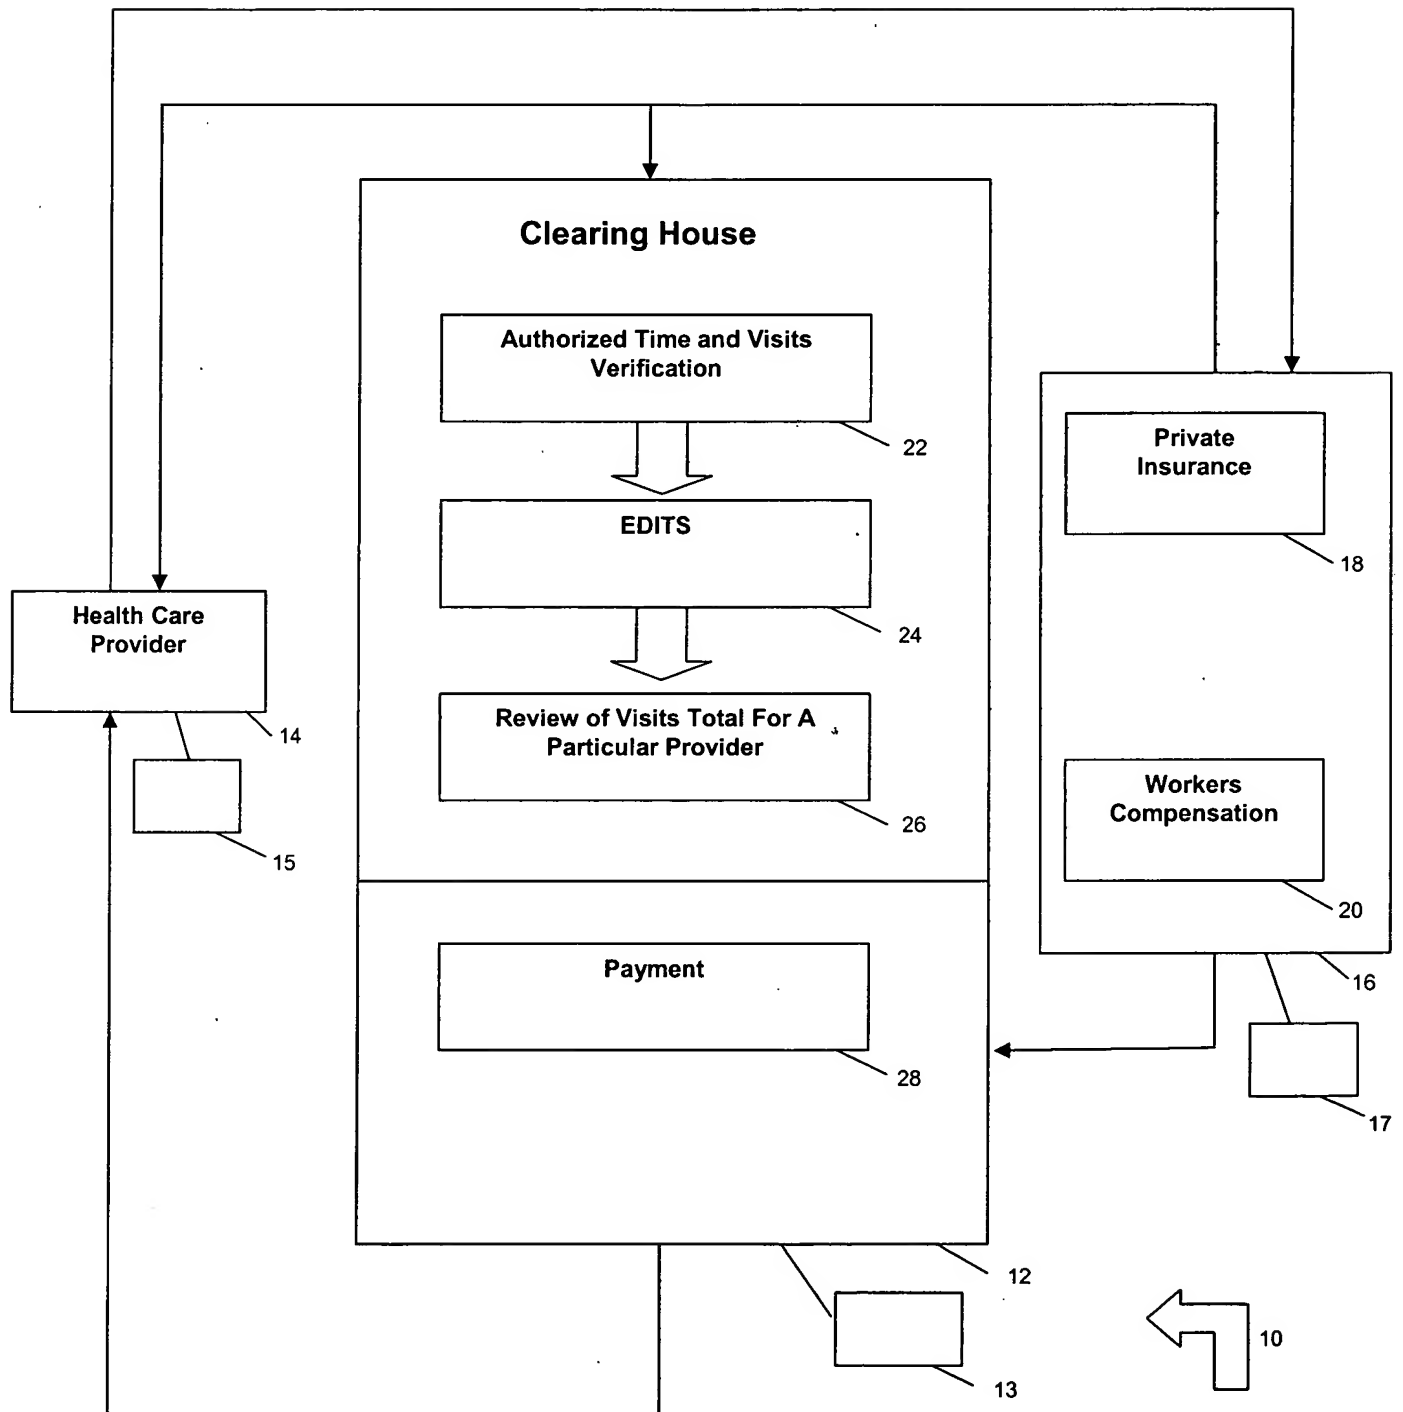 Clearing House
Authorized Time and Visits
Verification
22
Private
Insurance
18
EDITS
24
Health Care
Provider
14
15
Review of Visits Total For A
Particular Provider
26
Workers
Compensation
20
16
17
Payment
28
12
13
10